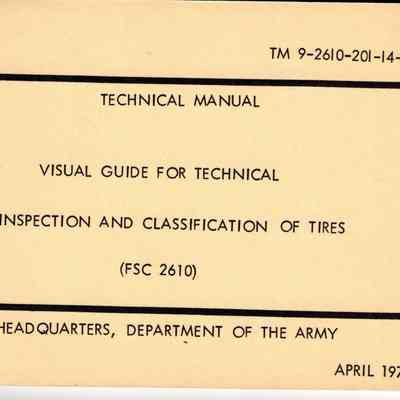 TM 9-2610-201-14-
TECHNICAL MANUAL
VISUAL GUIDE FOR TECHNICAL
INSPECTION AND CLASSIFICATION OF TIRES
(FSC 2610)
HEADQUARTERS, DEPARTMENT OF THE ARMY
APRIL 197